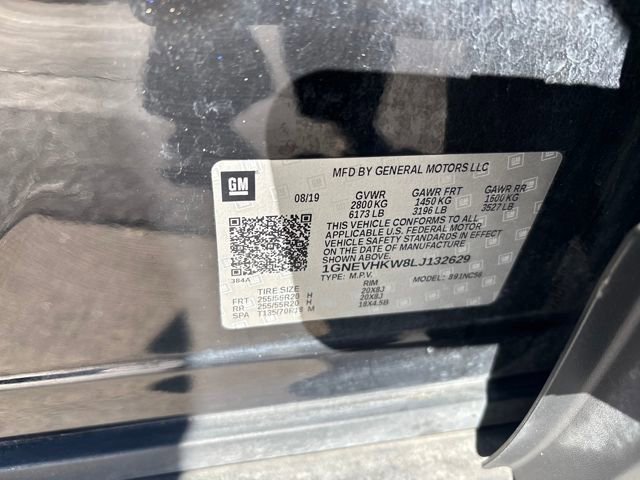 MFD BY GENERAL MOTORS LLC
GM
08/19 GVWR GAWR FRT GAWR RR
2800 KG 1450 KG 1600 KG
6173 LB 3196 LB 3527 LB
THIS VEHICLE CONFORMS TO ALL
APPLICABLE U.S. FEDERAL MOTOR
VEHICLE SAFETY STANDARDS IN EFFECT
ON THE DATE OF MANUFACTURE
SHOWN ABOVE.
1GNEVHKW8LJ132629
TYPE: M.P.V. MODEL: 891NC56
384A
TIRE SIZE RIM
FRT 255/55R20 H 20X8J
RR 255/55R20 H 20X8J
SPA T135/70R18 M 18X4.5B